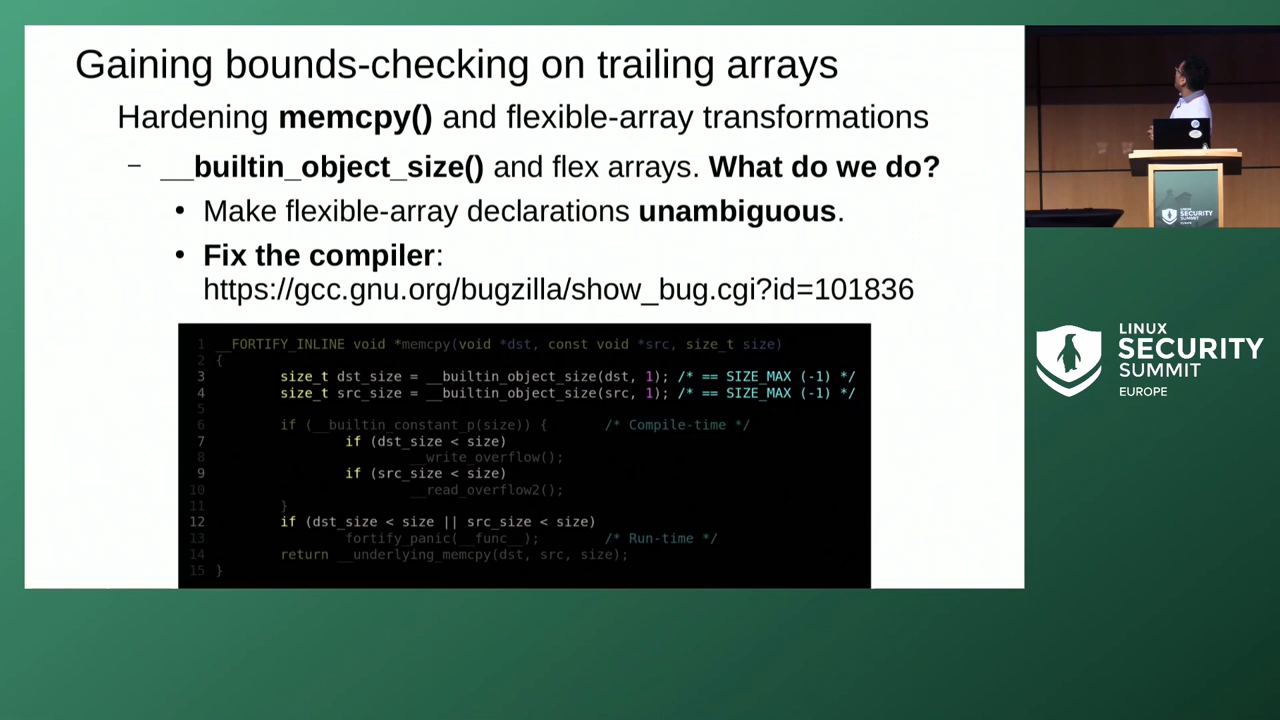 Gaining bounds-checking on trailing arrays
Hardening memcpy() and flexible-array transformations
– __builtin_object_size() and flex arrays. What do we do?
• Make flexible-array declarations unambiguous.
• Fix the compiler:
https://gcc.gnu.org/bugzilla/show_bug.cgi?id=101836
1 __FORTIFY_INLINE void *memcpy(void *dst, const void *src, size_t size)
2 {
3 size_t dst_size = __builtin_object_size(dst, 1); /* == SIZE_MAX (-1) */
4 size_t src_size = __builtin_object_size(src, 1); /* == SIZE_MAX (-1) */
5
6 if (__builtin_constant_p(size)) { /* Compile-time */
7 if (dst_size < size)
8 __write_overflow();
9 if (src_size < size)
10 __read_overflow2();
11 }
12 if (dst_size < size || src_size < size)
13 fortify_panic(__func__); /* Run-time */
14 return __underlying_memcpy(dst, src, size);
15 }
LINUX
SECURITY
SUMMIT
EUROPE
LINUX
SECURITY
SUMMIT
EUROPE